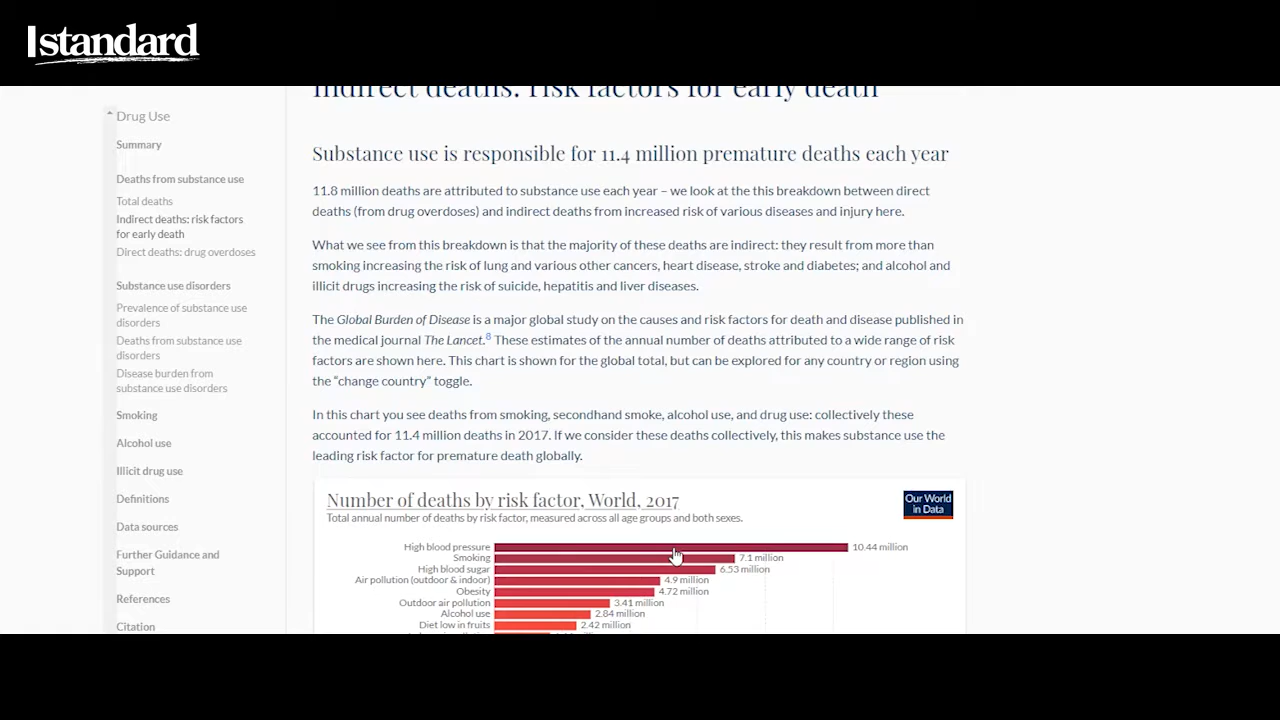 standard
Indirect deaths: risk factors for early death
Drug Use
Summary
Deaths from substance use
Total deaths
Indirect deaths: risk factors
for early death
Direct deaths: drug overdoses
Substance use disorders
Prevalence of substance use
disorders
Deaths from substance use
disorders
Disease burden from
substance use disorders
Smoking
Alcohol use
Illicit drug use
Definitions
Data sources
Further Guidance and
Support
References
Citation
Substance use is responsible for 11.4 million premature deaths each year
11.8 million deaths are attributed to substance use each year – we look at the this breakdown between direct
deaths (from drug overdoses) and indirect deaths from increased risk of various diseases and injury here.
What we see from this breakdown is that the majority of these deaths are indirect: they result from more than
smoking increasing the risk of lung and various other cancers, heart disease, stroke and diabetes; and alcohol and
illicit drugs increasing the risk of suicide, hepatitis and liver diseases.
The Global Burden of Disease is a major global study on the causes and risk factors for death and disease published in
the medical journal The Lancet.8 These estimates of the annual number of deaths attributed to a wide range of risk
factors are shown here. This chart is shown for the global total, but can be explored for any country or region using
the “change country” toggle.
In this chart you see deaths from smoking, secondhand smoke, alcohol use, and drug use: collectively these
accounted for 11.4 million deaths in 2017. If we consider these deaths collectively, this makes substance use the
leading risk factor for premature death globally.
Number of deaths by risk factor, World, 2017
Total annual number of deaths by risk factor, measured across all age groups and both sexes.
Our World
in Data
High blood pressure 10.44 million
Smoking 7.1 million
High blood sugar 6.53 million
Air pollution (outdoor & indoor) 4.9 million
Obesity 4.72 million
Outdoor air pollution 3.41 million
Alcohol use 2.84 million
Diet low in fruits 2.42 million